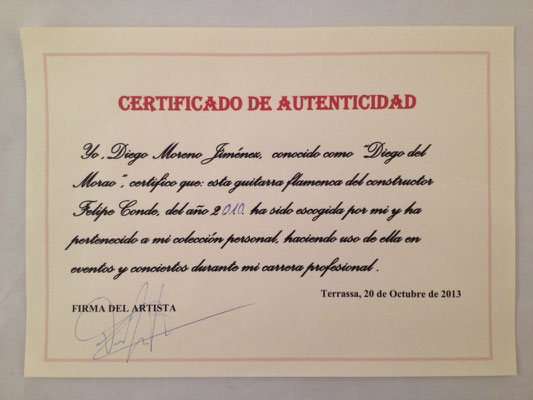 CERTIFICADO DE AUTENTICIDAD
Yo, Diego Moreno Jiménez, conocido como "Diego del
Morao", certifico que: esta guitarra flamenca del constructor
Felipe Conde, del año 2010. ha sido escogida por mi y ha
pertenecido a mi colección personal, haciendo uso de ella en
eventos y conciertos durante mi carrera profesional.
Terrassa, 20 de Octubre de 2013
FIRMA DEL ARTISTA